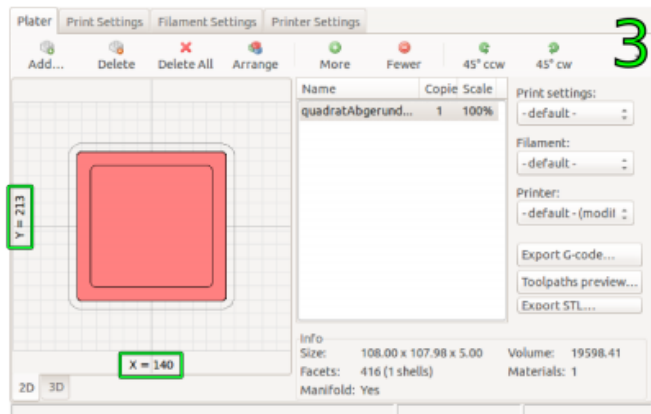 Plater Print Settings Filament Settings Printer Settings
3
Add... Delete Delete All Arrange More Fewer 45° ccw 45° cw
Name Copie Scale
quadratAbgerund... 1 100%
Print settings:
- default -
Filament:
- default -
Printer:
- default - (modif
Export G-code...
Toolpaths preview...
Export STL...
Y = 213
X = 140
2D 3D
Info
Size: 108.00 x 107.98 x 5.00 Volume: 19598.41
Facets: 416 (1 shells) Materials: 1
Manifold: Yes